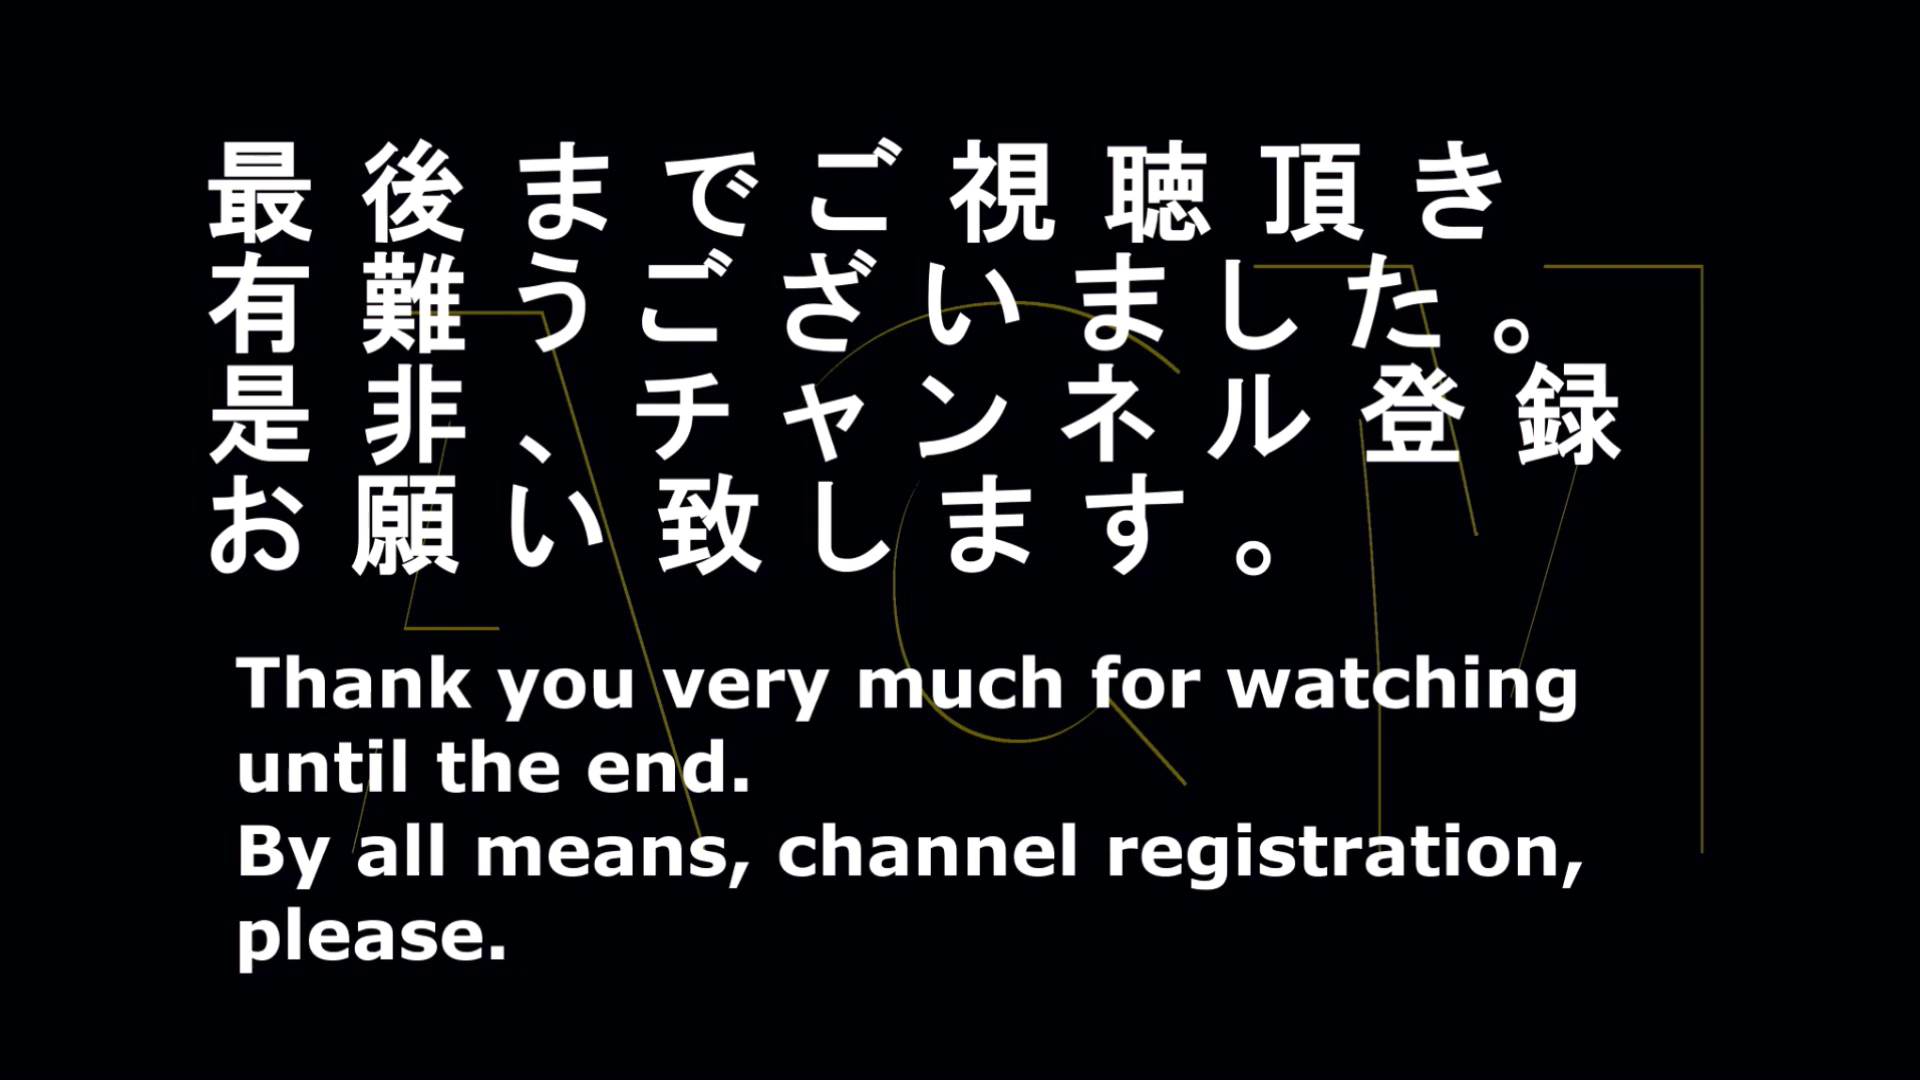 最後までご視聴頂き
有難うございました。
是非、チャンネル登録
お願い致します。
Thank you very much for watching
until the end.
By all means, channel registration,
please.